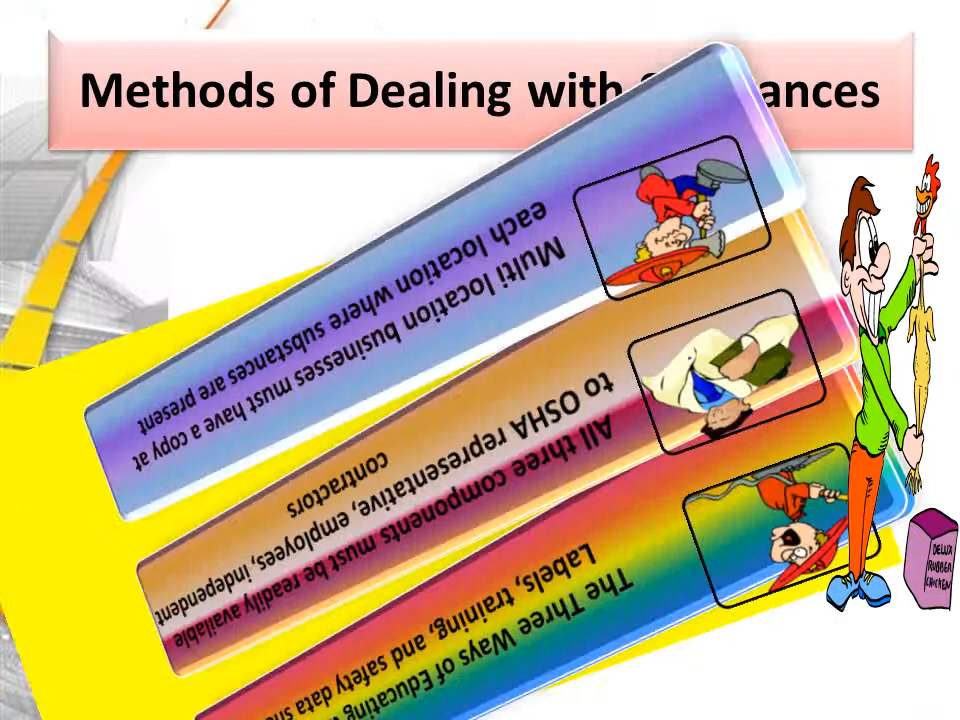 Methods of Dealing with ances
Multi location businesses must have a copy at
each location where substances are present
All three components must be readily available
to OSHA representative, employees, independent
contractors
The Three Ways of Educating
Labels, training, and safety data
DELUX
RUBBER
CHICKEN